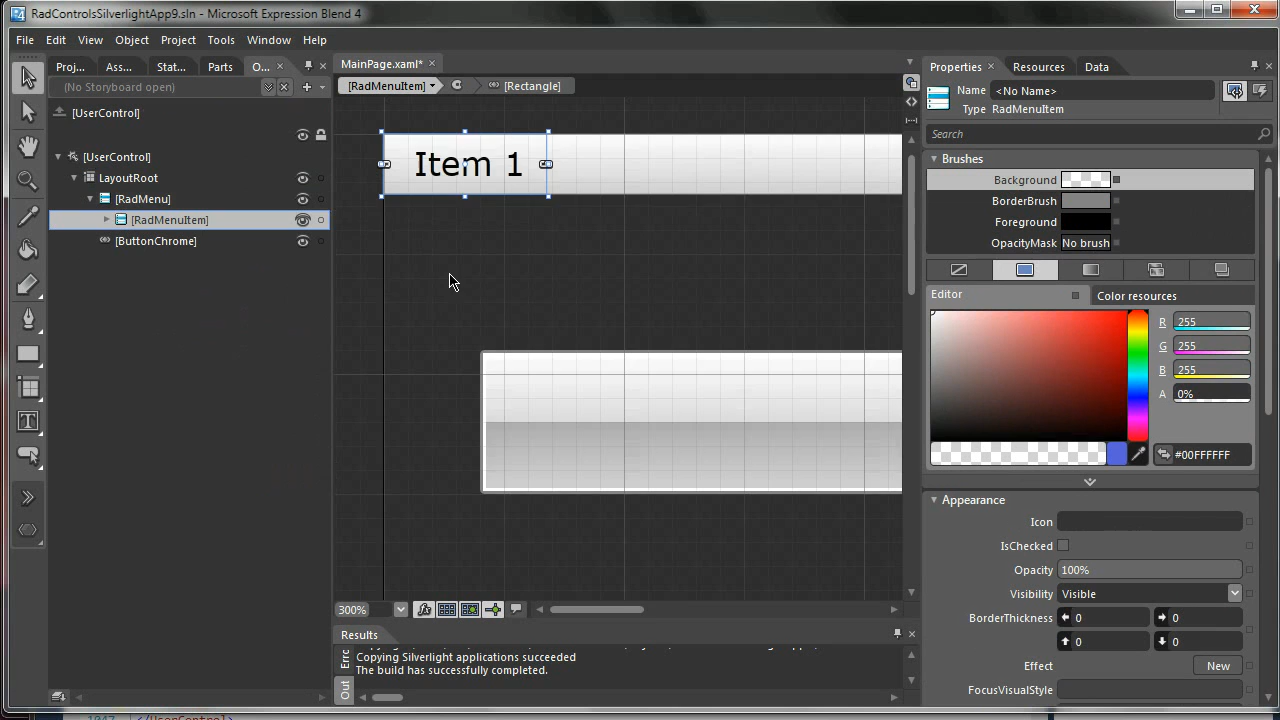 RadControlsSilverlightApp9.sln - Microsoft Expression Blend 4
File Edit View Object Project Tools Window Help
Proj... Ass... Stat... Parts O...
(No Storyboard open)
[UserControl]
[UserControl]
LayoutRoot
[RadMenu]
[RadMenuItem]
[ButtonChrome]
MainPage.xaml*
[RadMenuItem] [Rectangle]
Item 1
300%
Results
Erro
Out
Copying Silverlight applications succeeded
The build has successfully completed.
Properties Resources Data
Name <No Name>
Type RadMenuItem
Search
Brushes
Background
BorderBrush
Foreground
OpacityMask No brush
Editor Color resources
R 255
G 255
B 255
A 0%
#00FFFFFF
Appearance
Icon
IsChecked
Opacity 100%
Visibility Visible
BorderThickness 0 0
0 0
Effect New
FocusVisualStyle
1047 </UserControl>